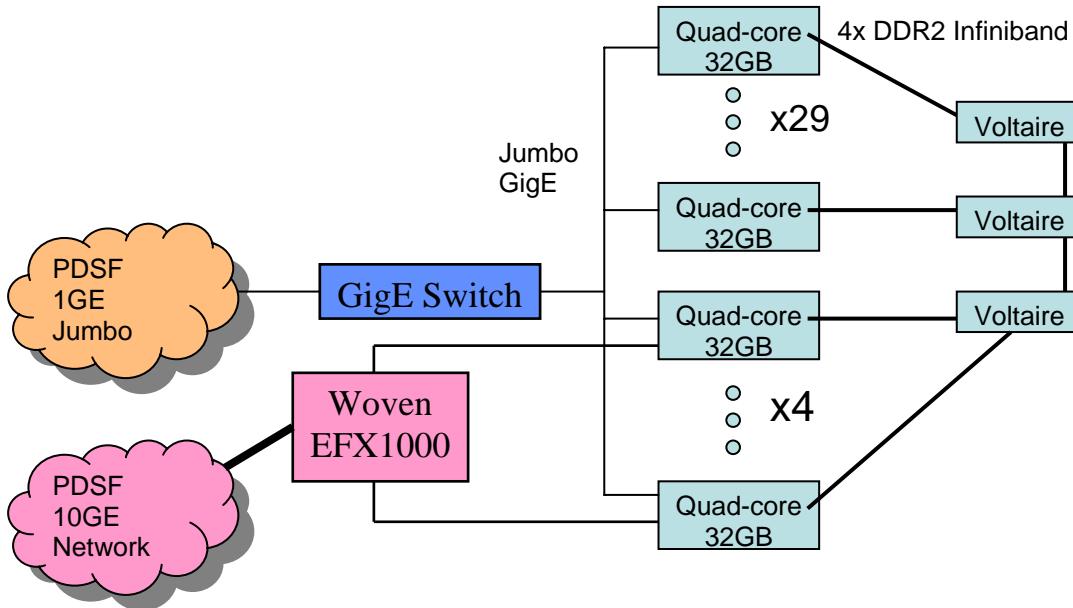 Quad-core
32GB
4x DDR2 Infiniband
x29
Voltaire
Jumbo
GigE
Quad-core
32GB
Voltaire
PDSF
1GE
Jumbo
GigE Switch
Quad-core
32GB
Voltaire
Woven
EFX1000
x4
PDSF
10GE
Network
Quad-core
32GB